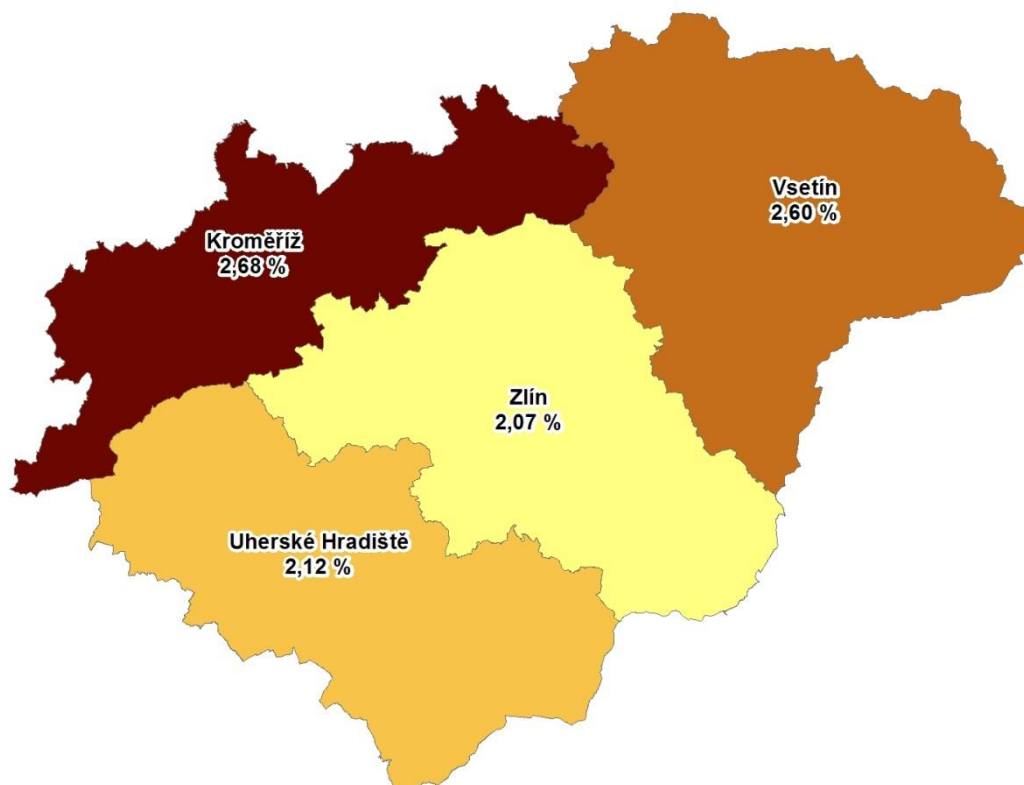 Vsetín
2,60 %
Kroměříž
2,68 %
Zlín
2,07 %
Uherské Hradiště
2,12 %